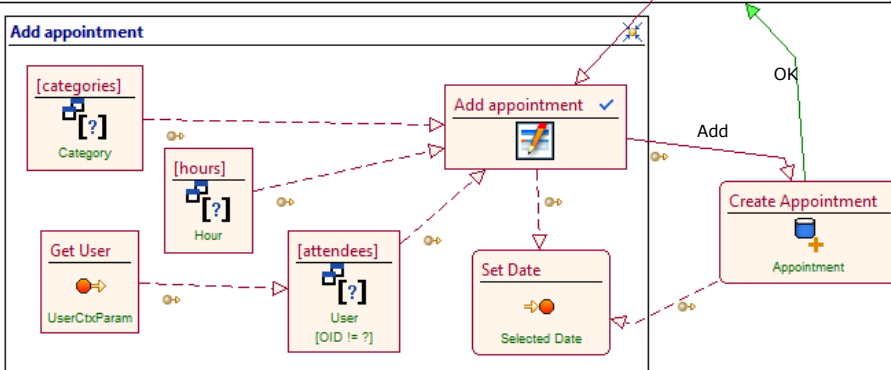 Add appointment
[categories]
[?]
Category
[hours]
[?]
Hour
Get User
UserCtxParam
[attendees]
[?]
User
[OID != ?]
Add appointment
Set Date
Selected Date
Add
OK
Create Appointment
Appointment